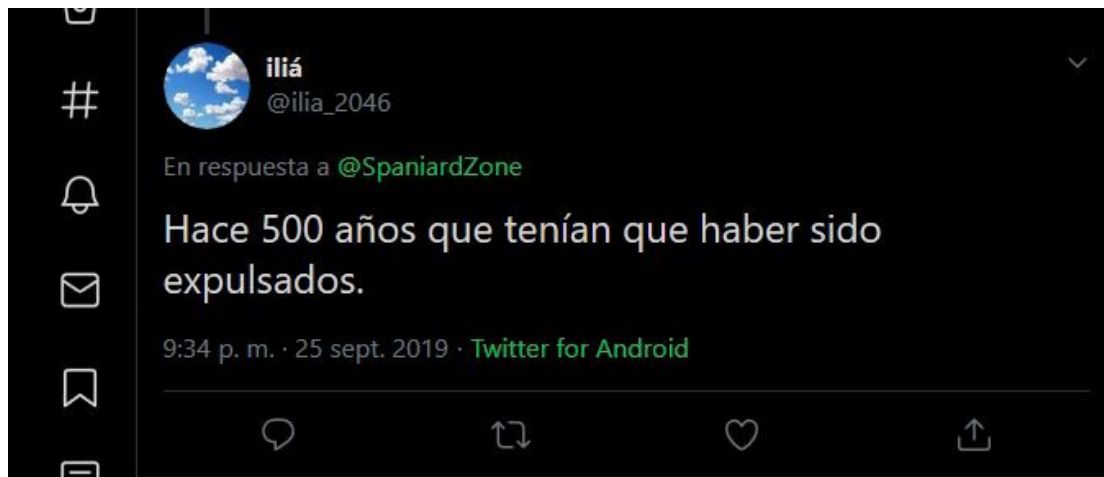 iliá
@ilia_2046
En respuesta a @SpaniardZone
Hace 500 años que tenían que haber sido
expulsados.
9:34 p. m. · 25 sept. 2019 · Twitter for Android